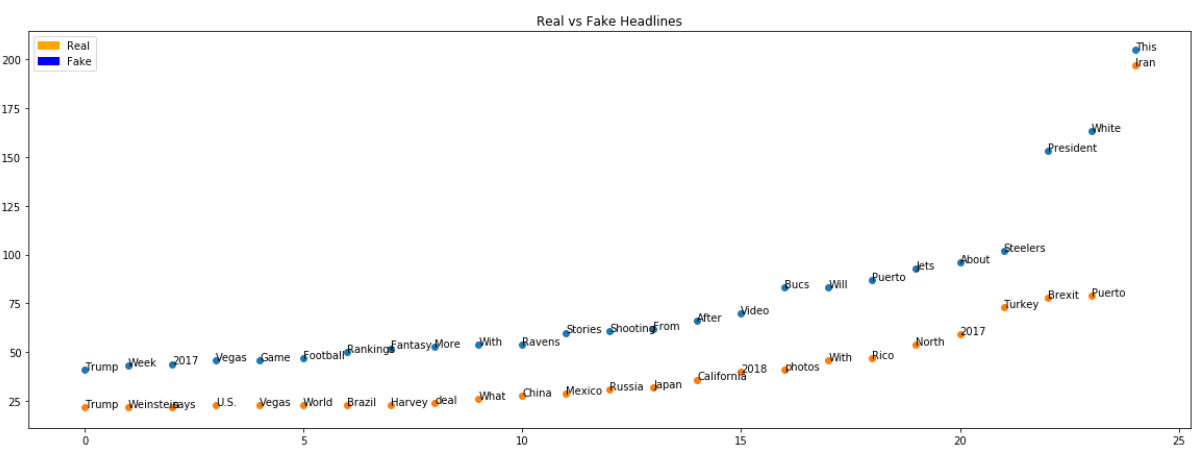 Real vs Fake Headlines
Real
Fake
200
175
150
125
100
75
50
25
This
Iran
White
President
Steelers
About
Jets
Puerto
Will
Bucs
Video
After
From
Shooting
Stories
Ravens
With
More
Fantasy
Rankings
Football
Game
Vegas
2017
Week
Trump
Puerto
Brexit
Turkey
2017
North
Rico
With
photos
2018
California
Japan
Russia
Mexico
China
What
deal
Harvey
Brazil
World
Vegas
U.S.
says
Weinstein
Trump
0
5
10
15
20
25